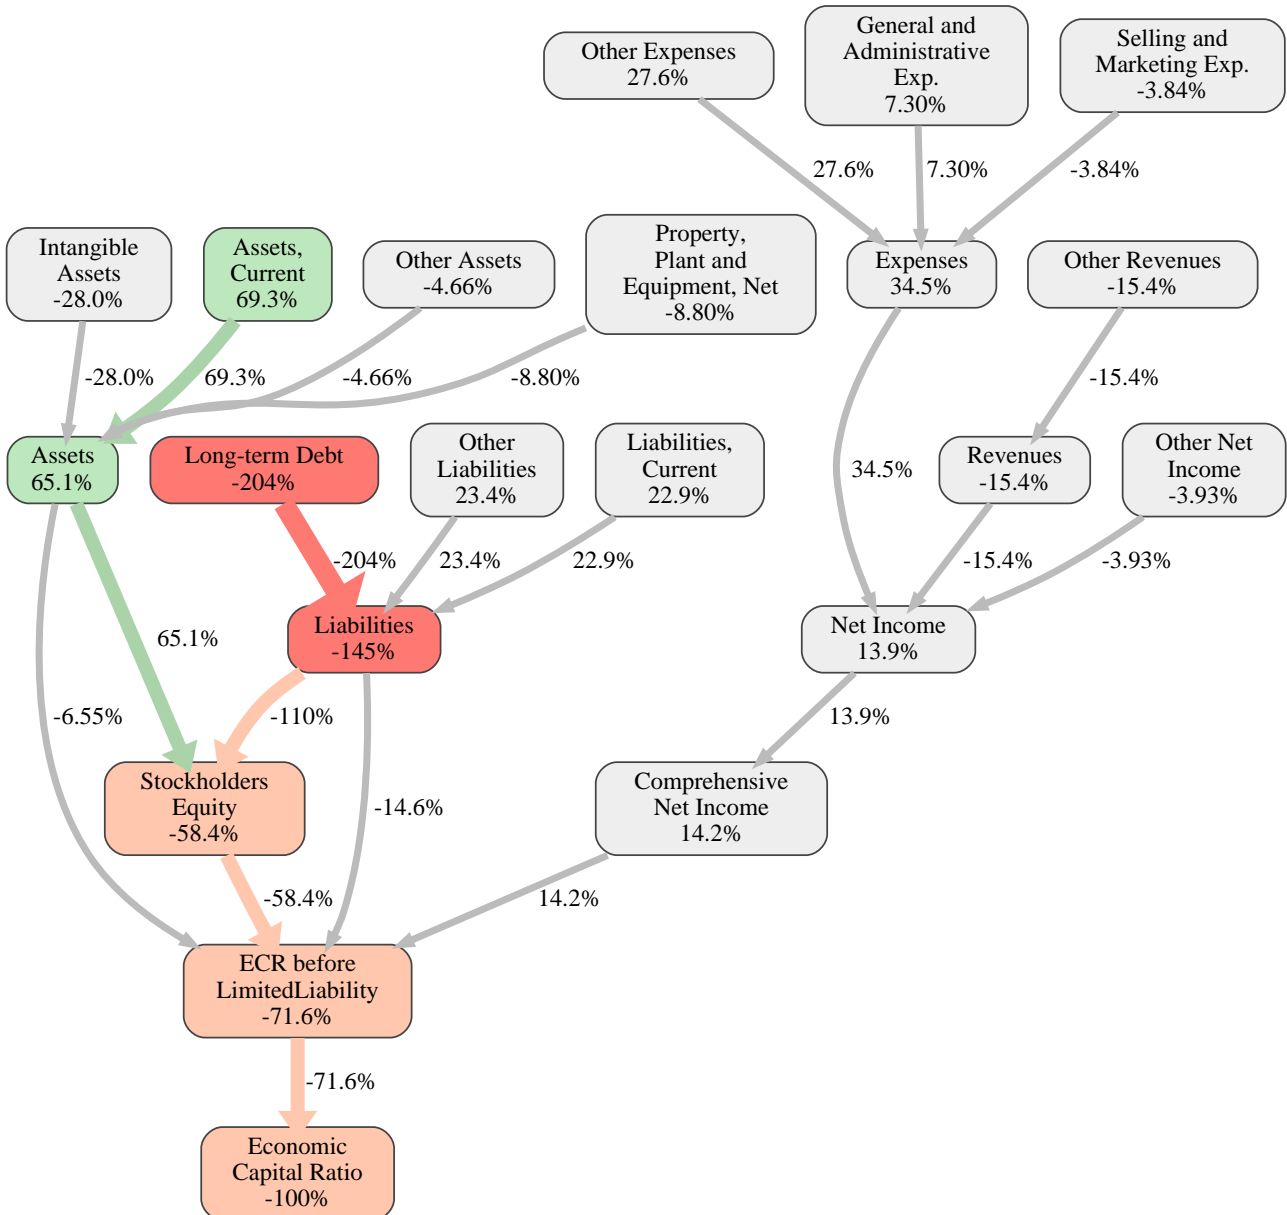 Other Expenses
27.6%
General and
Administrative
Exp.
7.30%
Selling and
Marketing Exp.
-3.84%
27.6%
7.30%
-3.84%
Intangible
Assets
-28.0%
Assets,
Current
69.3%
Other Assets
-4.66%
Property,
Plant and
Equipment, Net
-8.80%
Expenses
34.5%
Other Revenues
-15.4%
-28.0%
69.3%
-4.66%
-8.80%
-15.4%
Assets
65.1%
Long-term Debt
-204%
Other
Liabilities
23.4%
Liabilities,
Current
22.9%
34.5%
Revenues
-15.4%
Other Net
Income
-3.93%
-204%
23.4%
22.9%
-15.4%
-3.93%
65.1%
Liabilities
-145%
Net Income
13.9%
-6.55%
-110%
13.9%
Stockholders
Equity
-58.4%
-14.6%
Comprehensive
Net Income
14.2%
-58.4%
14.2%
ECR before
LimitedLiability
-71.6%
-71.6%
Economic
Capital Ratio
-100%